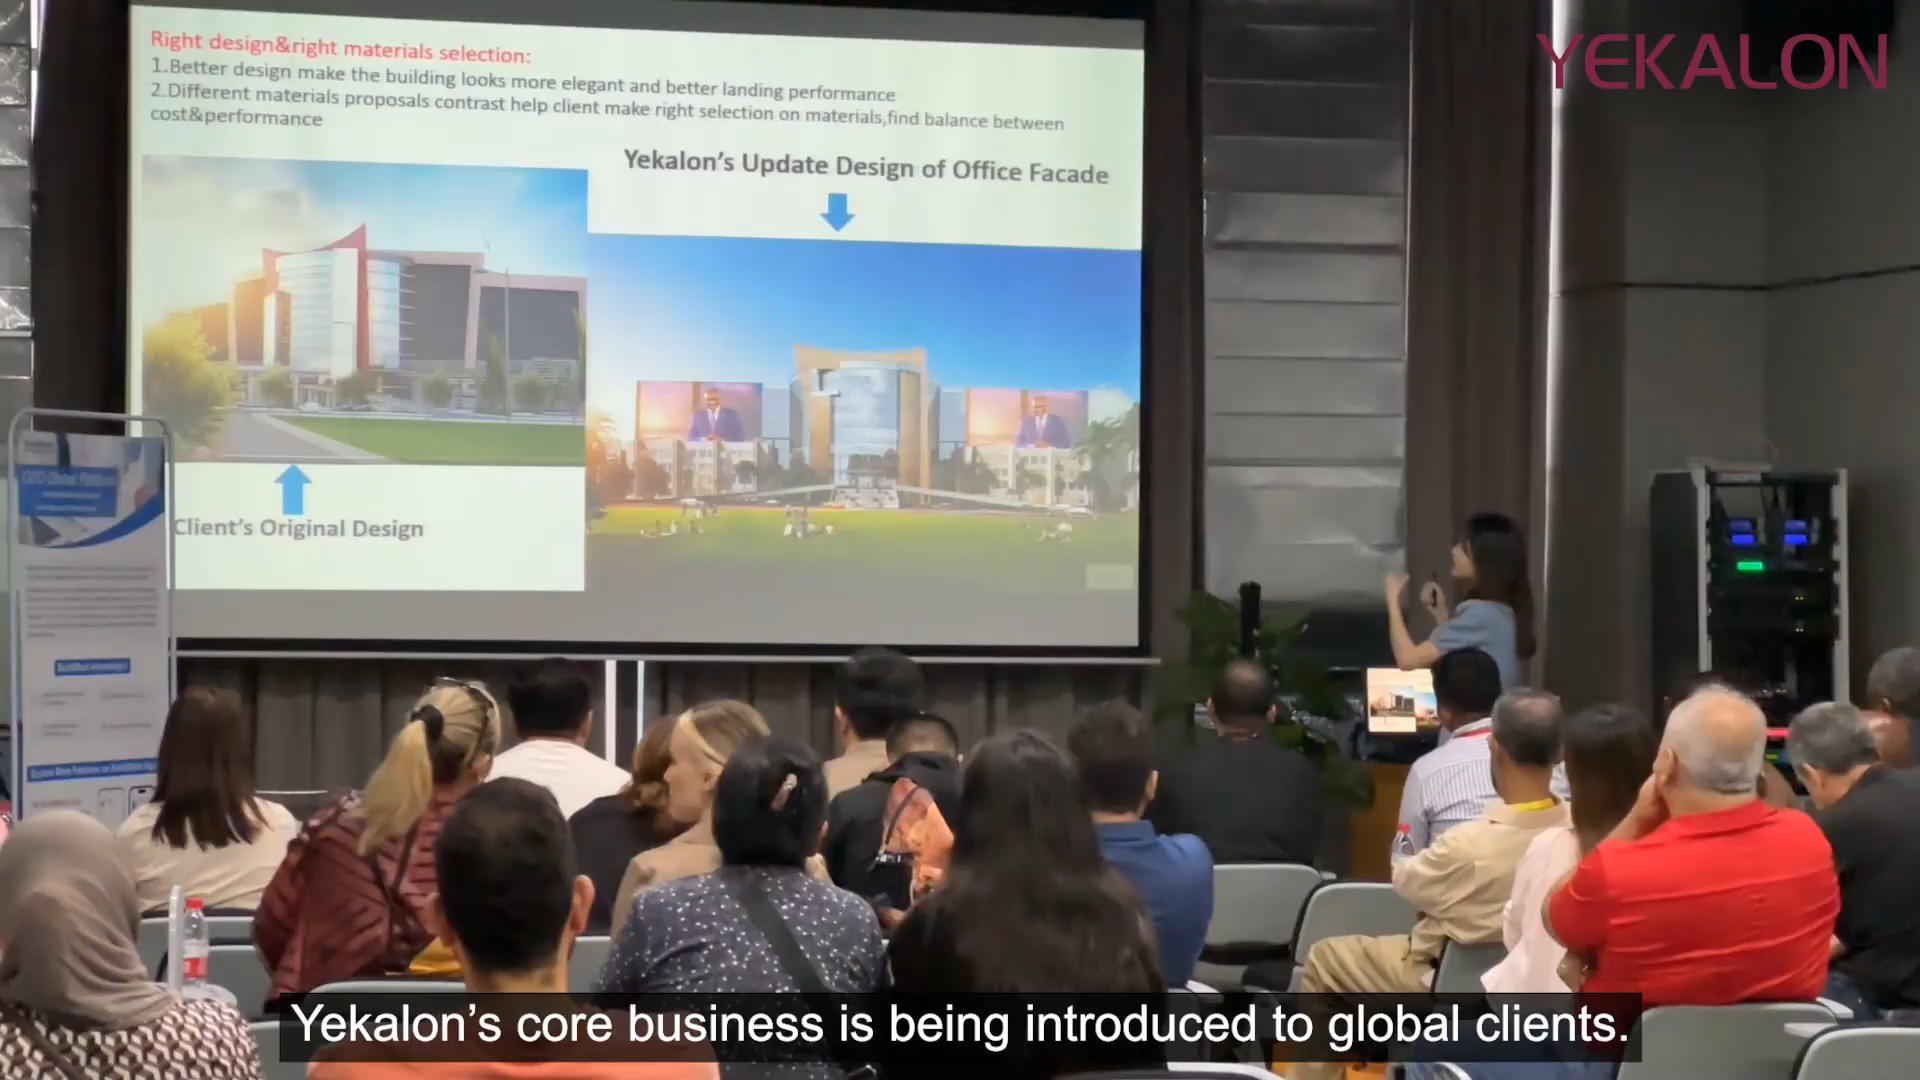 Right design&right materials selection:
1.Better design make the building looks more elegant and better landing performance
2.Different materials proposals contrast help client make right selection on materials,find balance between
cost&performance
YEKALON
Yekalon's Update Design of Office Facade
Client's Original Design
Yekalon's core business is being introduced to global clients.